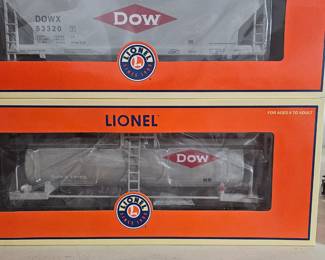 DOWX
53320
Dow
LIONEL
LIONEL
FOR AGES 8 TO ADULT
Dow
LIONEL